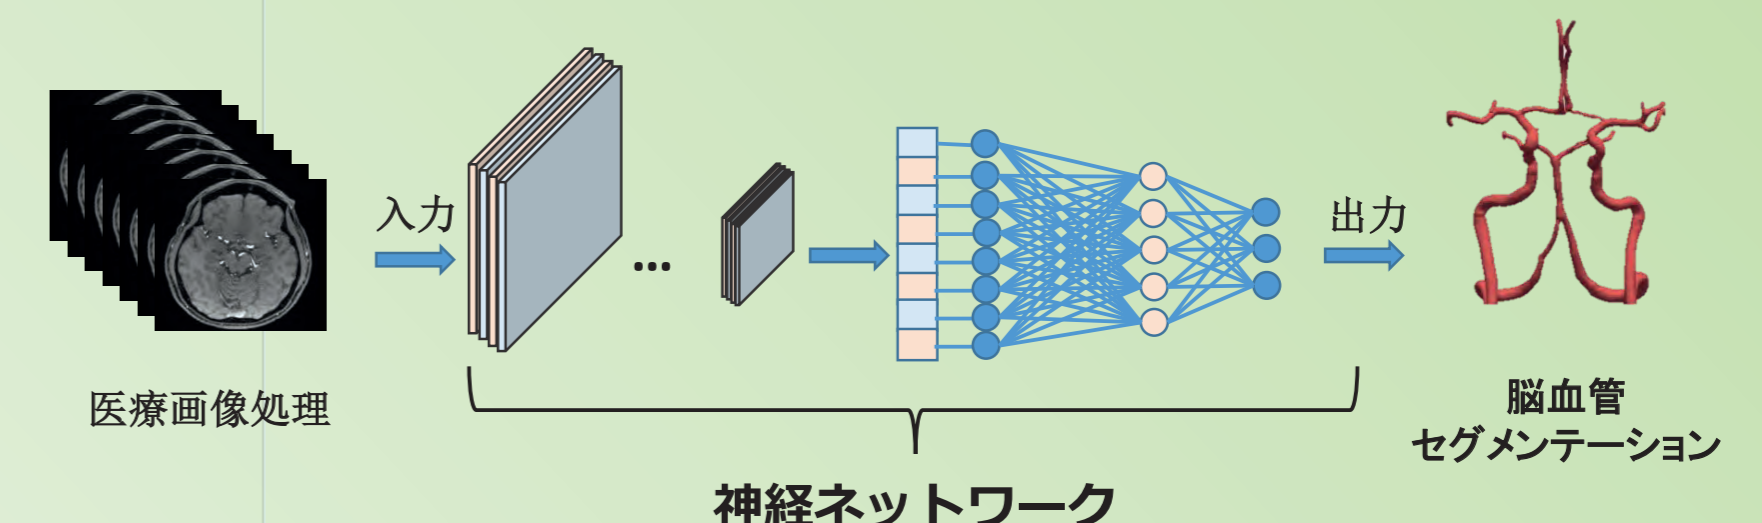 入力
出力
医療画像処理
脳血管
セグメンテーション
神経ネットワーク